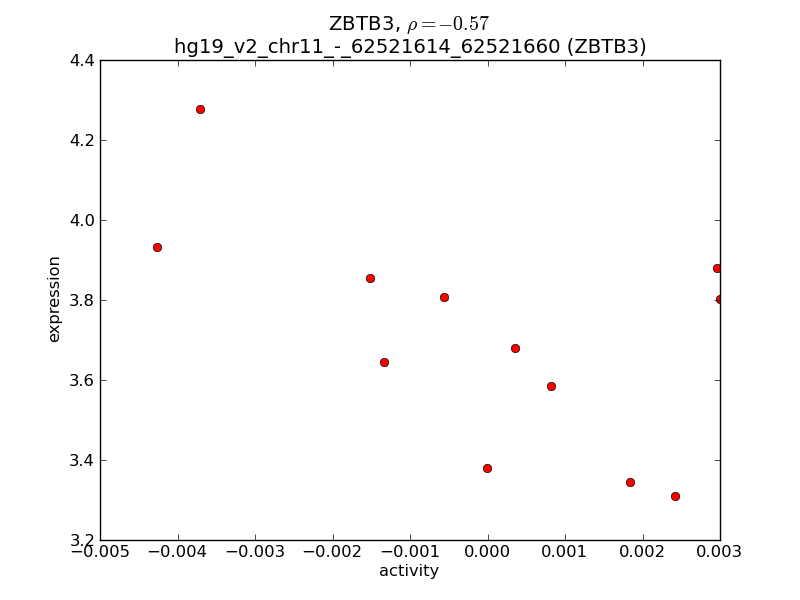 ZBTB3, ρ = −0.57
hg19_v2_chr11_-_62521614_62521660 (ZBTB3)
4.4
4.2
4.0
3.8
3.6
3.4
3.2
expression
−0.005 −0.004 −0.003 −0.002 −0.001 0.000 0.001 0.002 0.003
activity